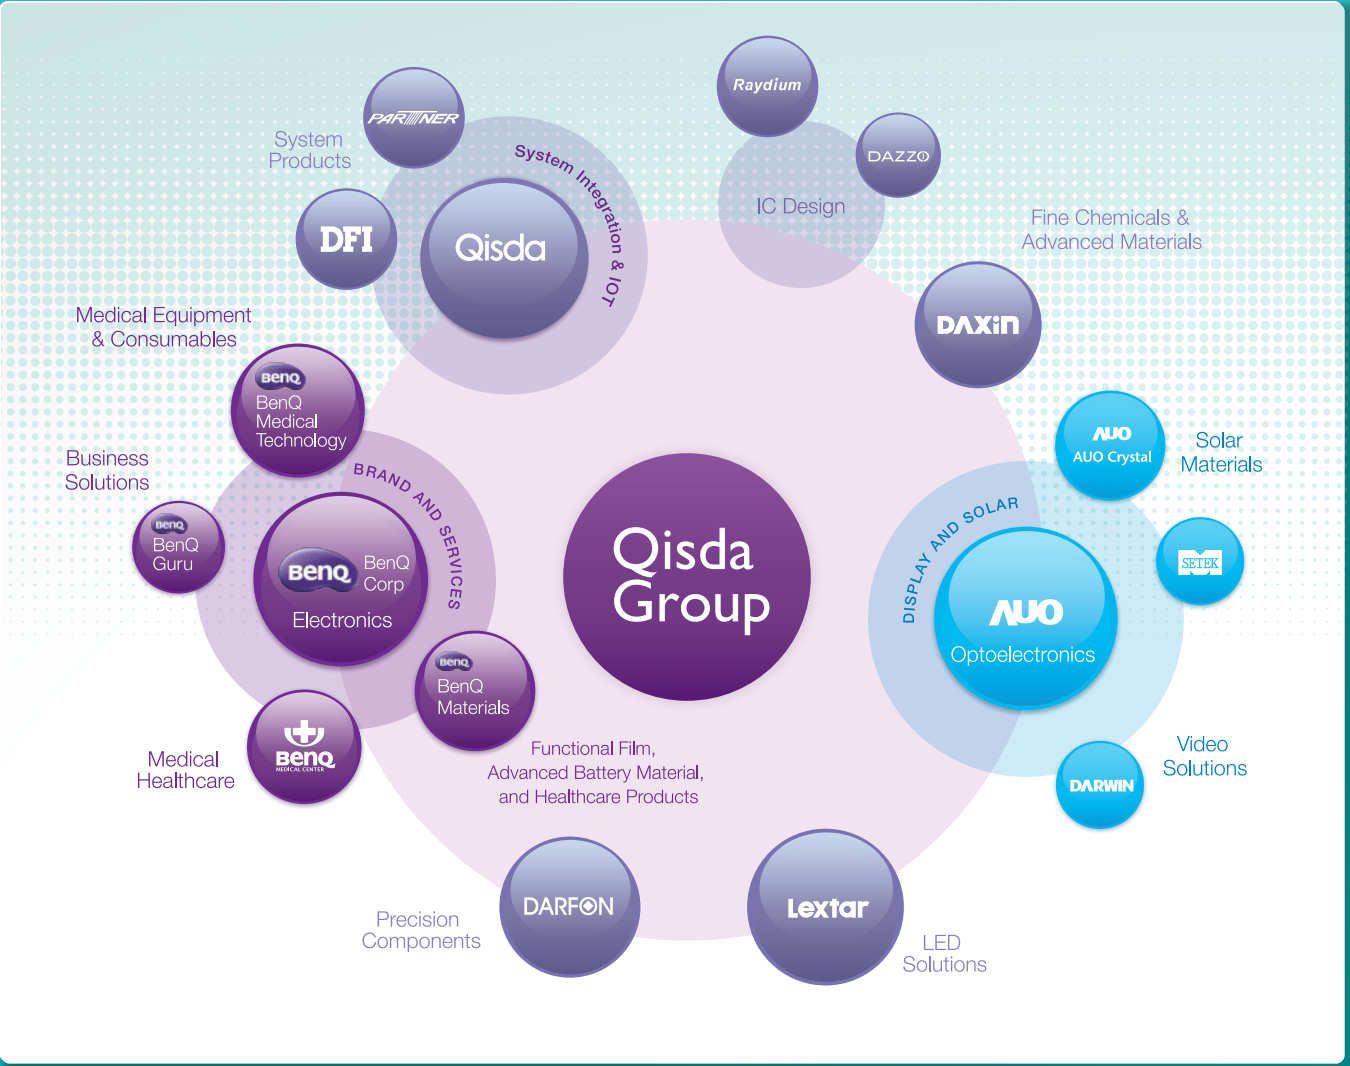 Raydium
PARTNER
System
Products
DAZZO
System Integration & IOT
IC Design
DFI
Qisda
Fine Chemicals &
Advanced Materials
DAXiN
Medical Equipment
& Consumables
BenQ
BenQ
Medical
Technology
AUO
AUO Crystal
Solar
Materials
Business
Solutions
BRAND AND SERVICES
DISPLAY AND SOLAR
BenQ
BenQ
Guru
SETEK
Qisda
Group
BenQ
BenQ
Corp
Electronics
AUO
Optoelectronics
BenQ
BenQ
Materials
BenQ
MEDICAL CENTER
Medical
Healthcare
Functional Film,
Advanced Battery Material,
and Healthcare Products
Video
Solutions
DARWIN
DARFON
Lextar
Precision
Components
LED
Solutions